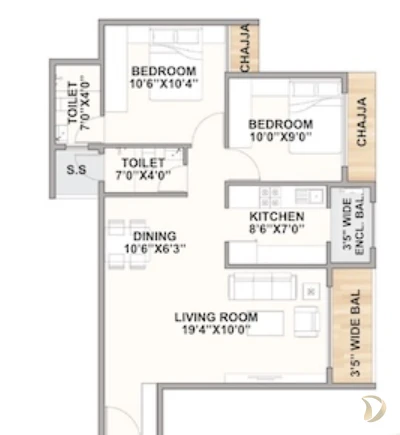 CHAJJA
BEDROOM
10'6"X10'4"
TOILET
7'0"X4'0"
CHAJJA
BEDROOM
10'0"X9'0"
S.S
TOILET
7'0"X4'0"
KITCHEN
8'6"X7'0"
3'5" WIDE
ENCL. BAL.
DINING
10'6"X6'3"
LIVING ROOM
19'4"X10'0"
3'5" WIDE BAL